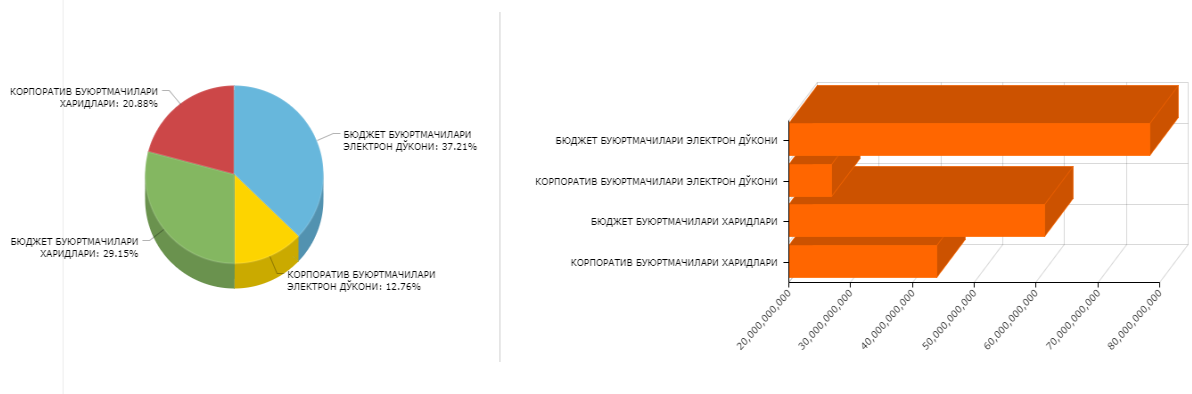 КОРПОРАТИВ БУЮРТМАЧИЛАРИ
ХАРИДЛАРИ: 20.88%
БЮДЖЕТ БУЮРТМАЧИЛАРИ
ЭЛЕКТРОН ДЎКОНИ: 37.21%
БЮДЖЕТ БУЮРТМАЧИЛАРИ
ХАРИДЛАРИ: 29.15%
КОРПОРАТИВ БУЮРТМАЧИЛАРИ
ЭЛЕКТРОН ДЎКОНИ: 12.76%
БЮДЖЕТ БУЮРТМАЧИЛАРИ ЭЛЕКТРОН ДЎКОНИ
КОРПОРАТИВ БУЮРТМАЧИЛАРИ ЭЛЕКТРОН ДЎКОНИ
БЮДЖЕТ БУЮРТМАЧИЛАРИ ХАРИДЛАРИ
КОРПОРАТИВ БУЮРТМАЧИЛАРИ ХАРИДЛАРИ
20,000,000,000
30,000,000,000
40,000,000,000
50,000,000,000
60,000,000,000
70,000,000,000
80,000,000,000